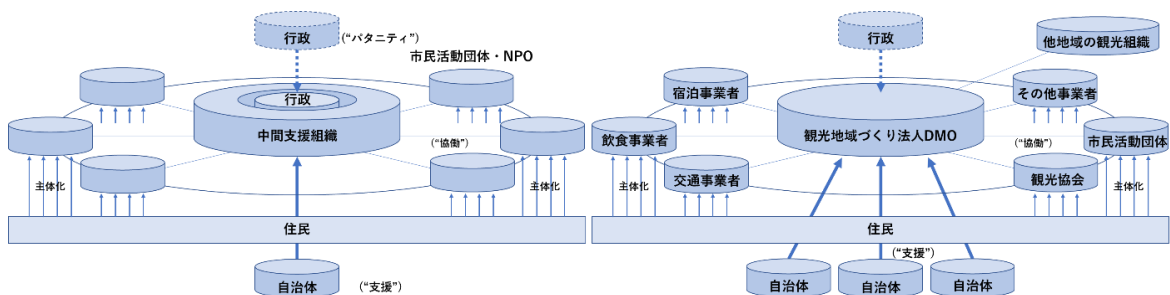 行政
(“パタニティ”)
市民活動団体・NPO
行政
中間支援組織
(“協働”)
主体化
主体化
住民
自治体
(“支援”)
行政
他地域の観光組織
宿泊事業者
その他事業者
飲食事業者
観光地域づくり法人DMO
(“協働”)
市民活動団体
交通事業者
観光協会
主体化
主体化
住民
(“支援”)
自治体
自治体
自治体